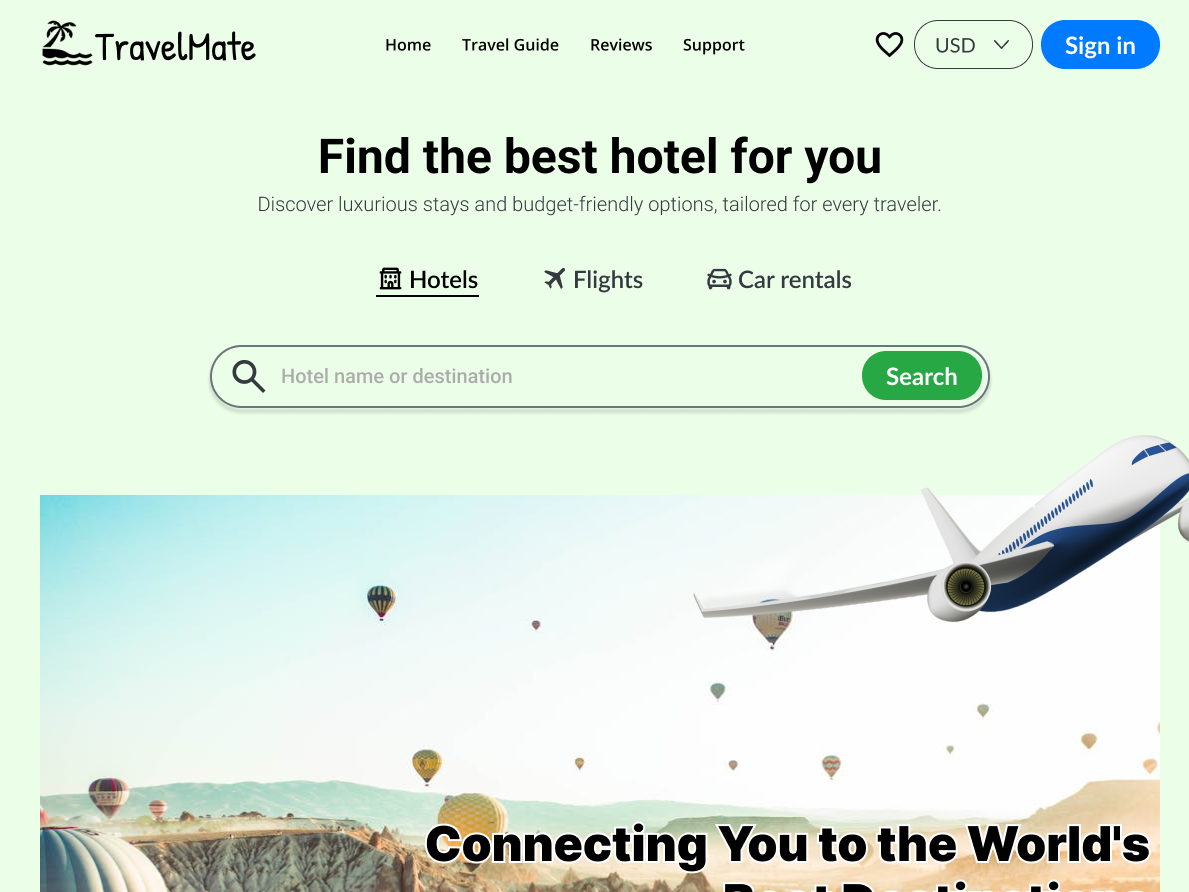 TravelMate
Home Travel Guide Reviews Support
USD
Sign in
Find the best hotel for you
Discover luxurious stays and budget-friendly options, tailored for every traveler.
Hotels Flights Car rentals
Hotel name or destination
Search
Connecting You to the World's
Best Destinations